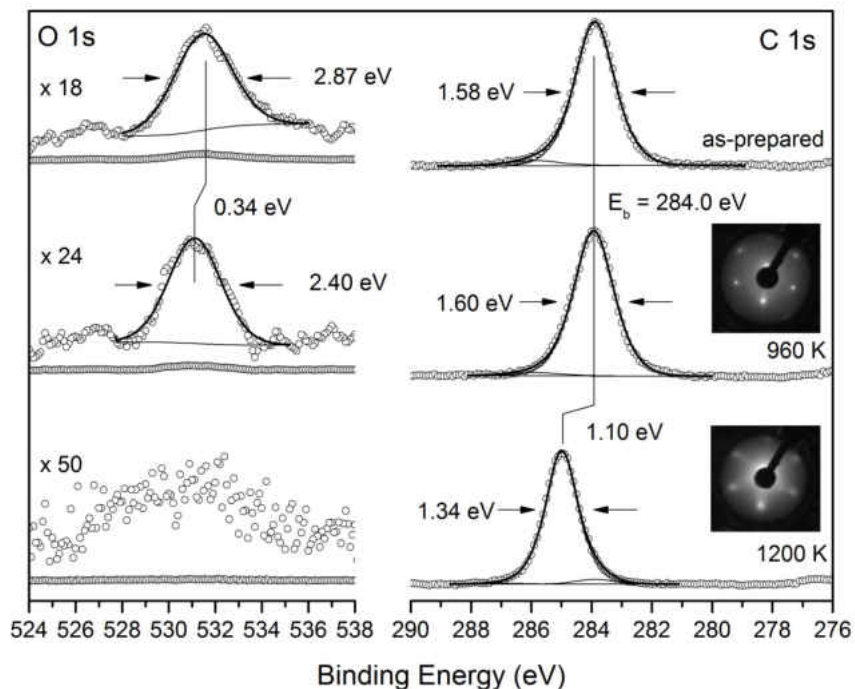 O 1s
x 18
2.87 eV
0.34 eV
x 24
2.40 eV
x 50
524 526 528 530 532 534 536 538
C 1s
1.58 eV
as-prepared
E_b = 284.0 eV
1.60 eV
960 K
1.10 eV
1.34 eV
1200 K
290 288 286 284 282 280 278 276
Binding Energy (eV)